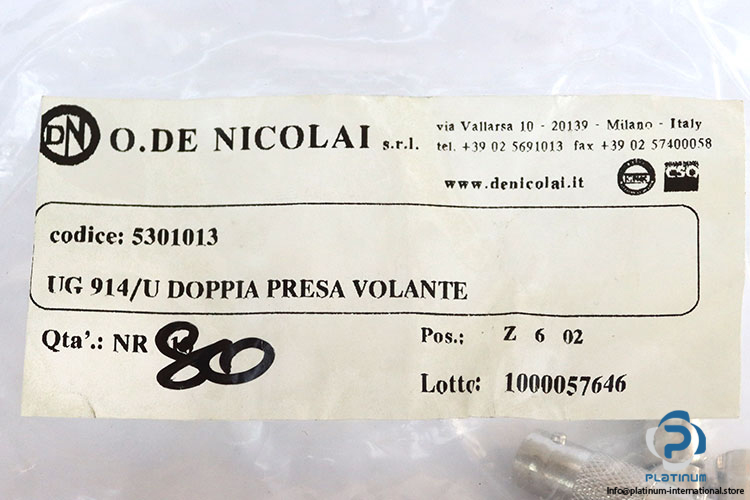 DN O.DE NICOLAI s.r.l.
via Vallarsa 10 - 20139 - Milano - Italy
tel. +39 02 5691013 fax +39 02 57400058
www.denicolai.it
CSQ
codice: 5301013
UG 914/U DOPPIA PRESA VOLANTE
Qta'.: NR 80
Pos.: Z 6 02
Lotto: 1000057646
PLATINUM
info@platinum-international.store